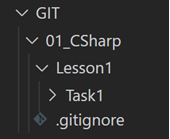 GIT
01_CSharp
Lesson1
Task1
.gitignore